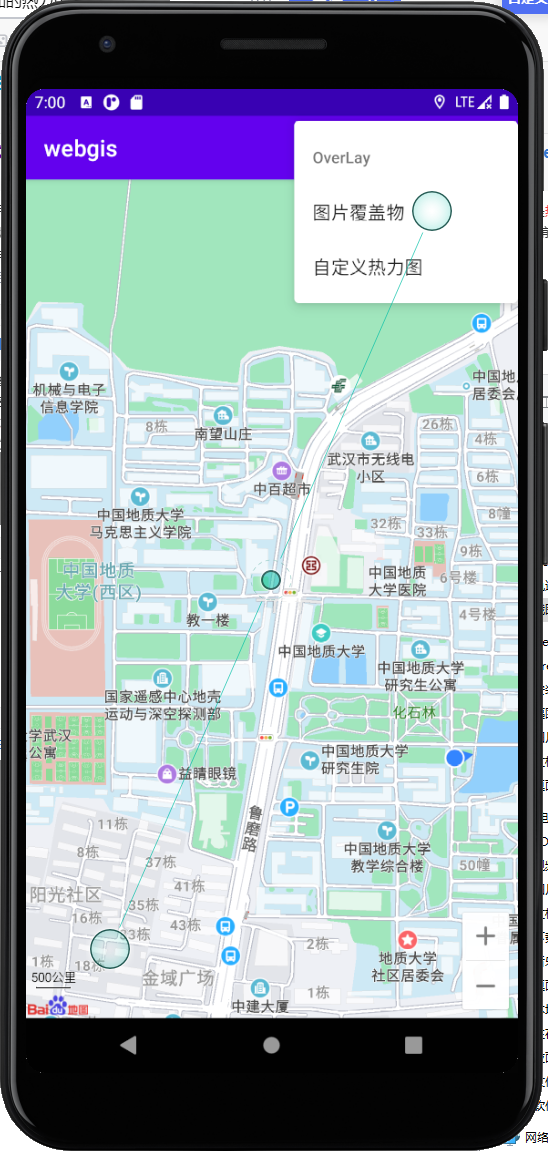 7:00
LTE
webgis
OverLay
图片覆盖物
自定义热力图
机械与电子
信息学院
8栋
南望山庄
中百超市
武汉市无线电
小区
中国地
居委会
26栋
4栋
6栋
8幢
中国地质大学
马克思主义学院
32栋
33栋
9栋
6号楼
4号楼
中国地质
大学(西区)
中国地质
大学医院
教一楼
中国地质大学
中国地质大学
研究生公寓
国家遥感中心地壳
运动与深空探测部
化石林
学武汉
公寓
益睛眼镜
中国地质大学
研究生院
鲁磨路
11栋
8栋
37栋
中国地质大学
教学综合楼
50幢
阳光社区
41栋
35栋
16栋
33栋
43栋
1栋
18栋
2栋
地质大学
社区居委会
500公里
金域广场
1栋
中建大厦
Bai du 地图
网络